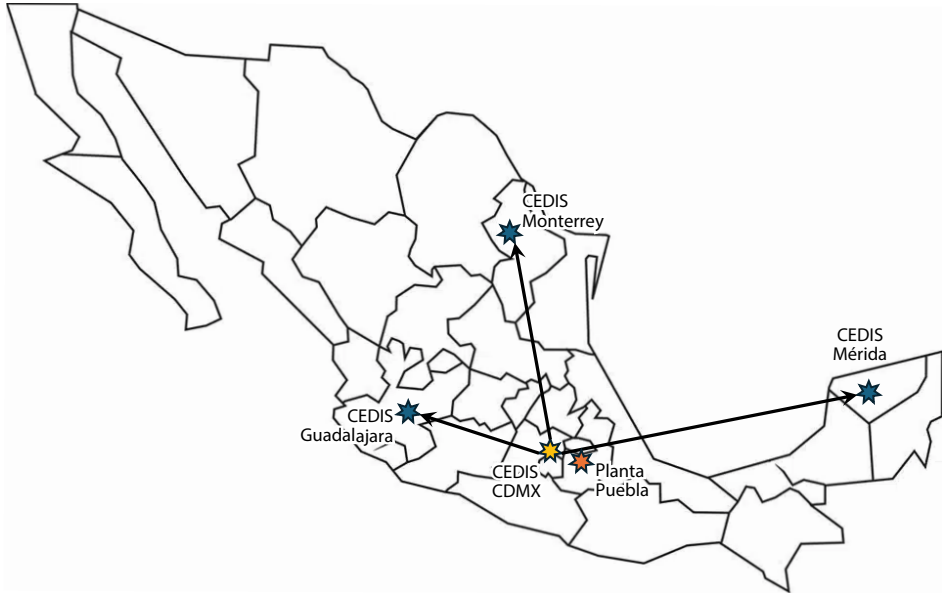 CEDIS
Monterrey
CEDIS
Mérida
CEDIS
Guadalajara
CEDIS
CDMX
Planta
Puebla